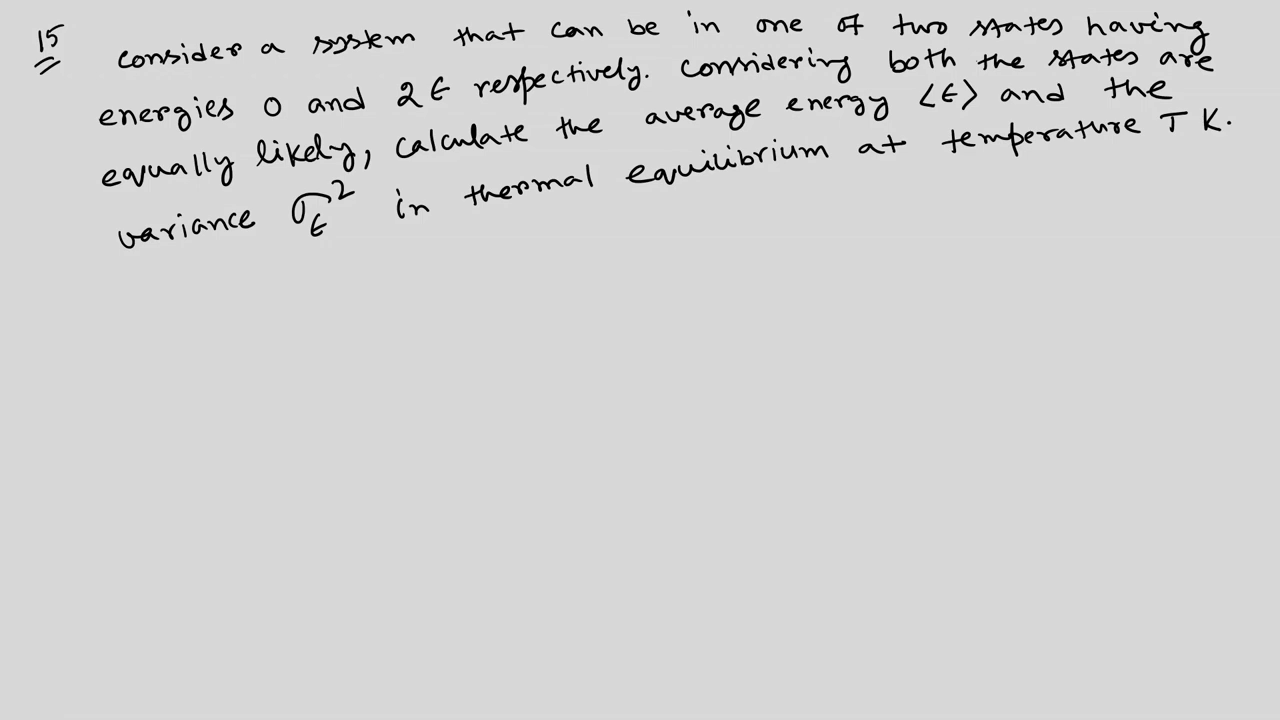 15 consider a system that can be in one of two states having
energies 0 and 2ϵ respectively. Considering both the states are
equally likely, calculate the average energy <ϵ> and the
variance σϵ² in thermal equilibrium at temperature T K.